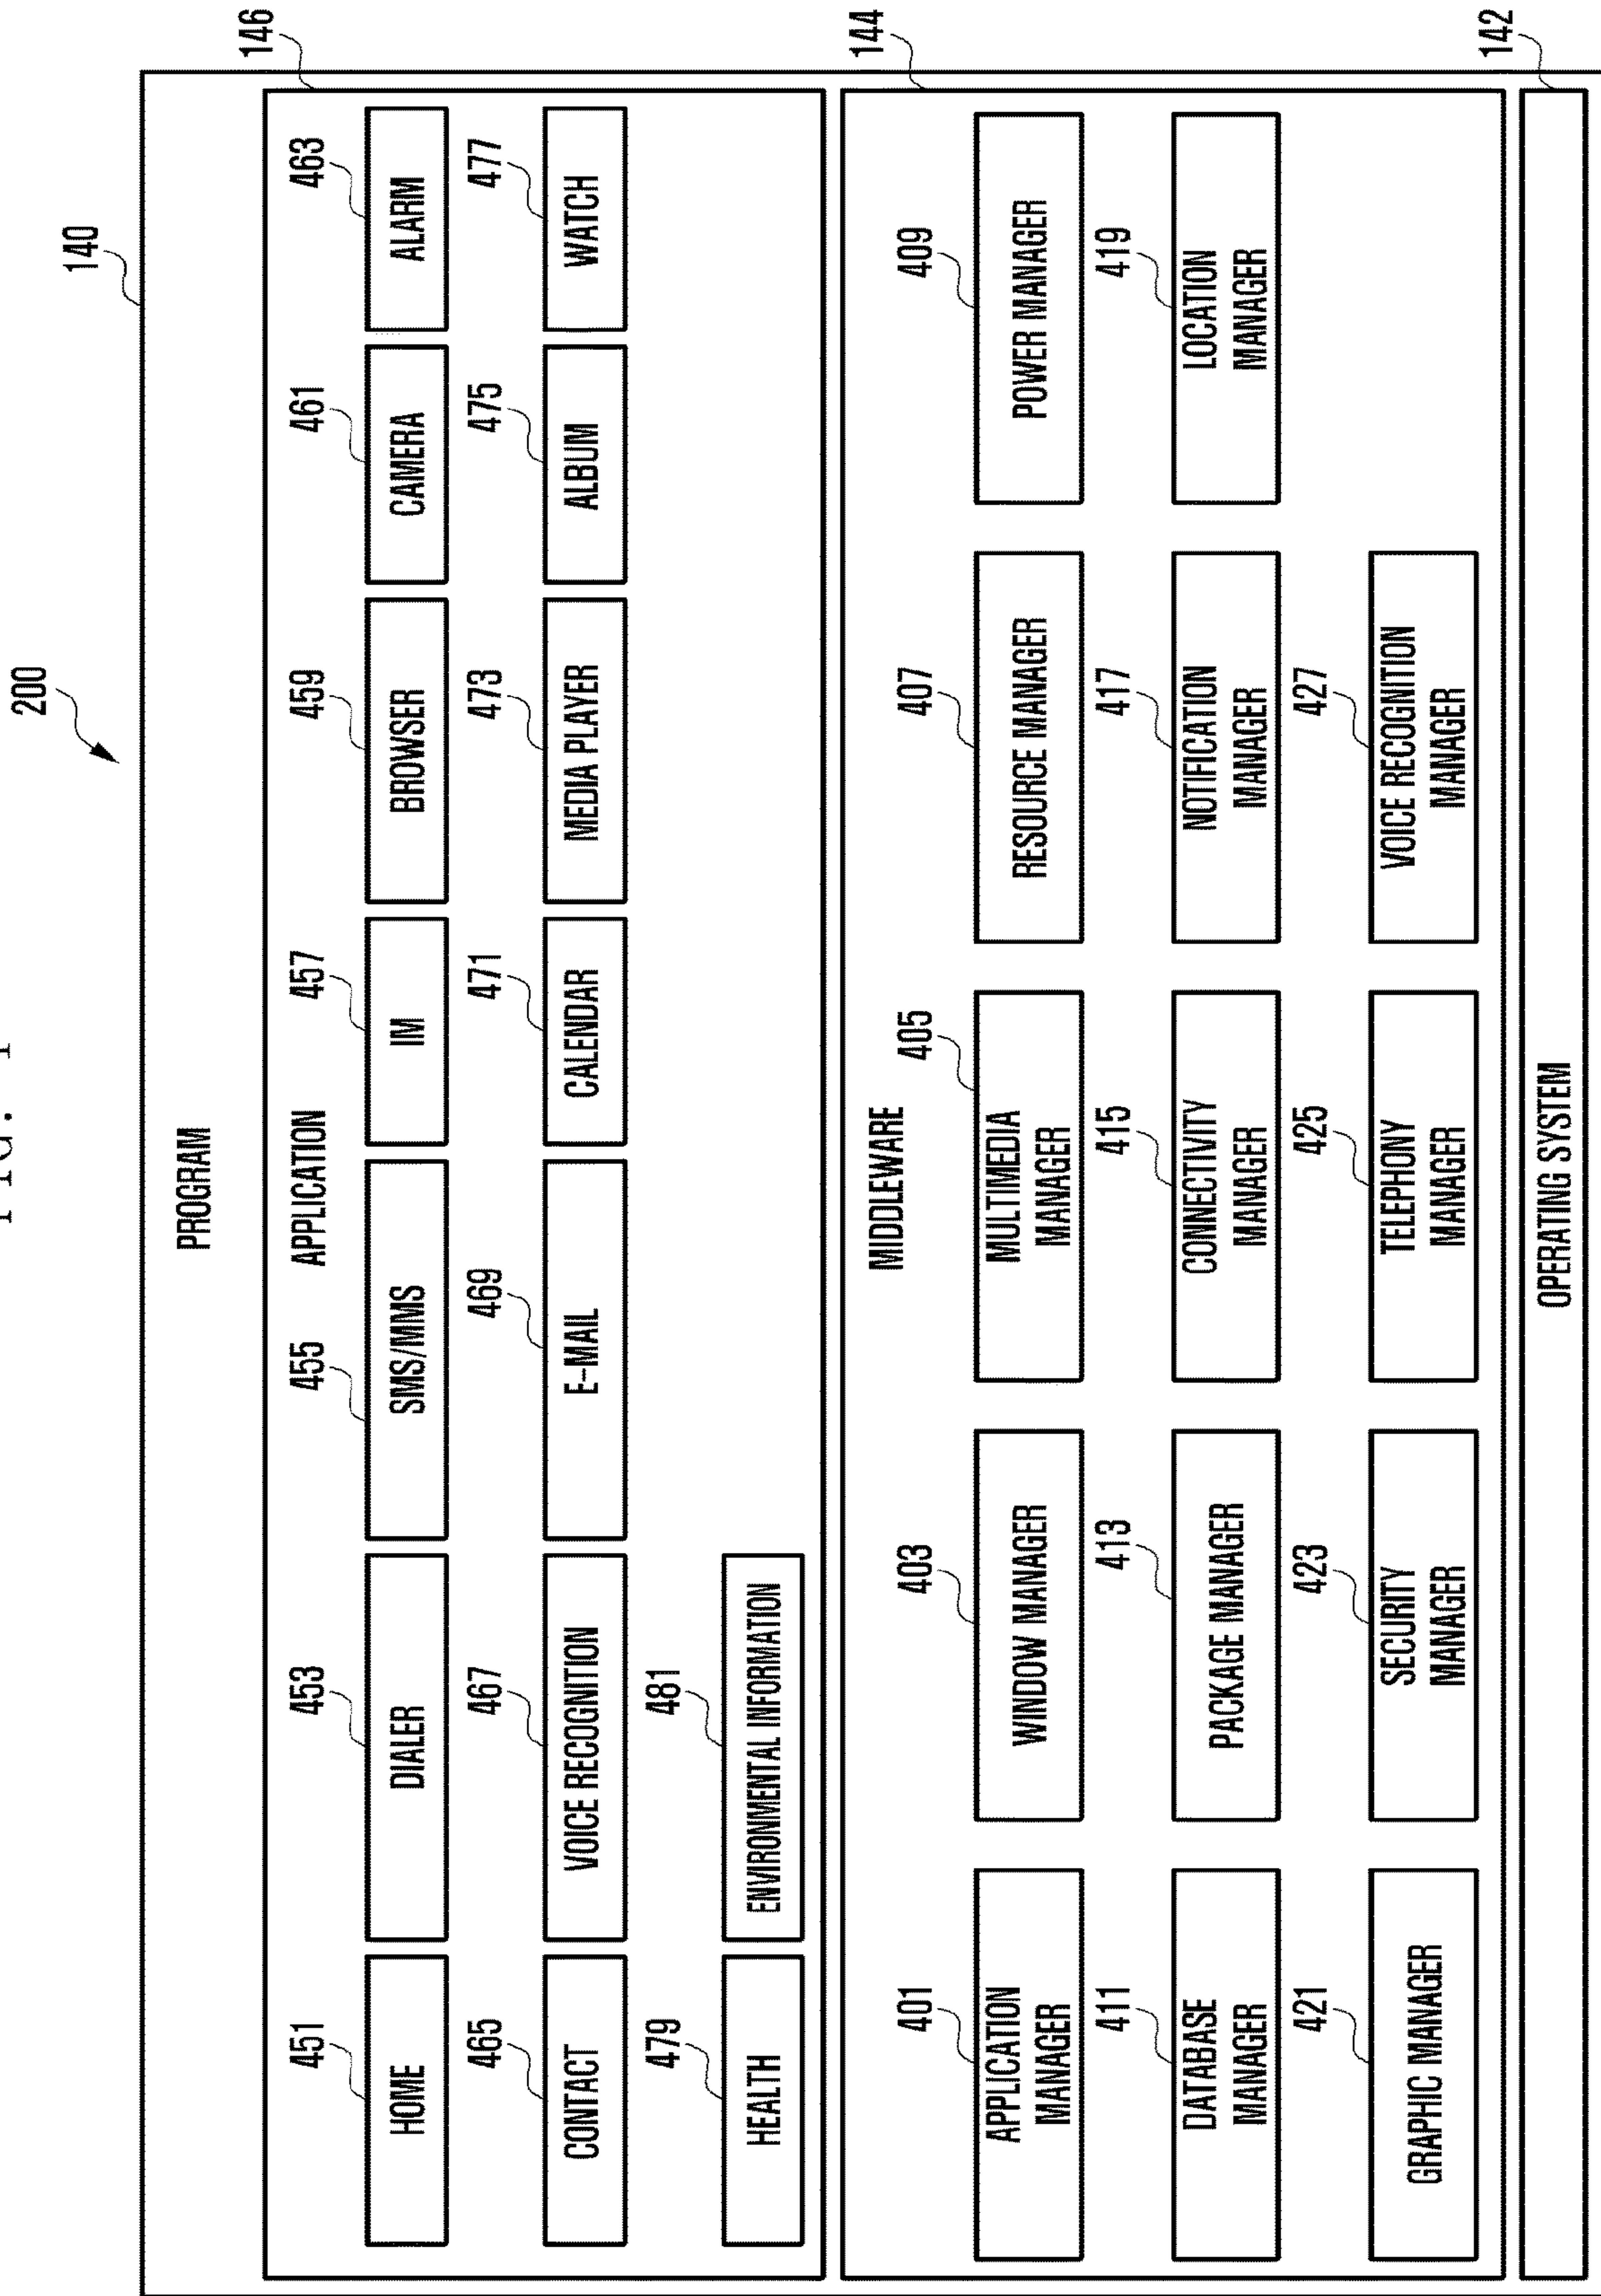 FIG.
200
140
PROGRAM
146
APPLICATION
451
453
455
457
459
461
463
HOME
DIALER
SMS/MMS
IM
BROWSER
CAMERA
ALARM
465
467
469
471
473
475
477
CONTACT
VOICE RECOGNITION
E-MAIL
CALENDAR
MEDIA PLAYER
ALBUM
WATCH
479
481
HEALTH
ENVIRONMENTAL INFORMATION
144
MIDDLEWARE
401
403
405
407
409
APPLICATION
MANAGER
WINDOW MANAGER
MULTIMEDIA
MANAGER
RESOURCE MANAGER
POWER MANAGER
411
413
415
417
419
DATABASE
MANAGER
PACKAGE MANAGER
CONNECTIVITY
MANAGER
NOTIFICATION
MANAGER
LOCATION
MANAGER
421
423
425
427
GRAPHIC MANAGER
SECURITY
MANAGER
TELEPHONY
MANAGER
VOICE RECOGNITION
MANAGER
142
OPERATING SYSTEM